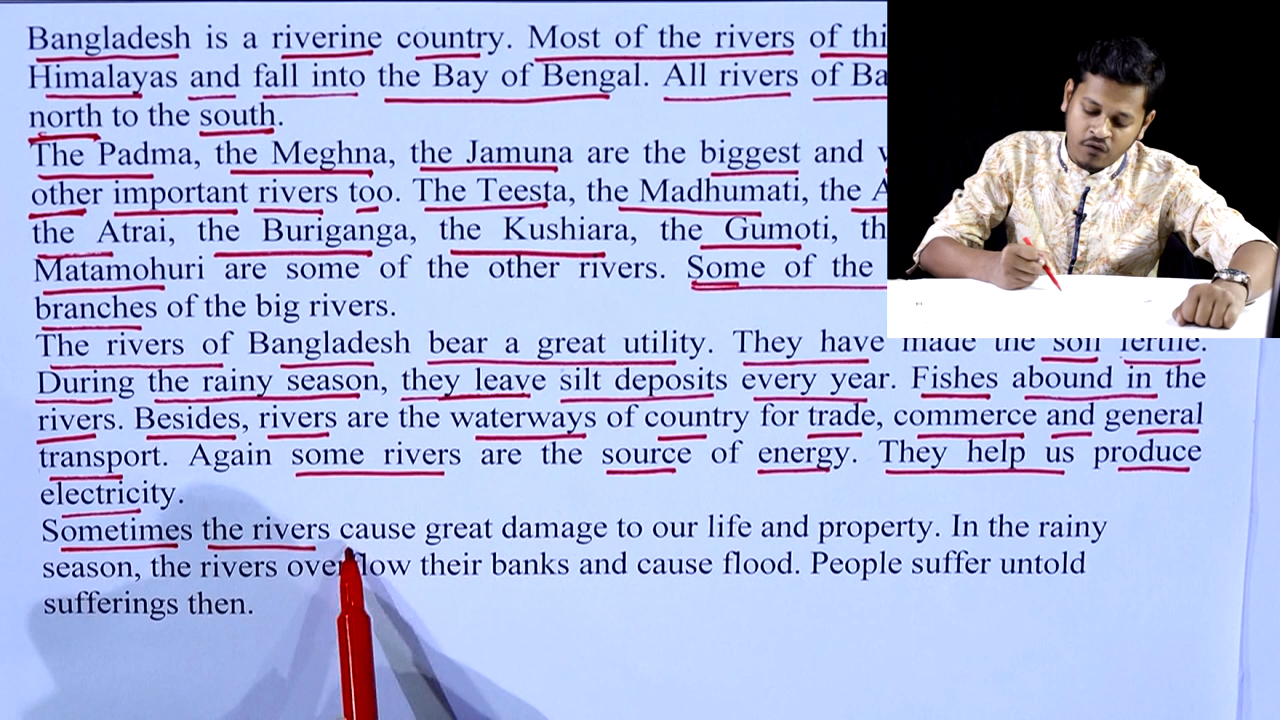 Bangladesh is a riverine country. Most of the rivers of
Himalayas and fall into the Bay of Bengal. All rivers of
north to the south.
The Padma, the Meghna, the Jamuna are the biggest and
other important rivers too. The Teesta, the Madhumati, the
the Atrai, the Buriganga, the Kushiara, the Gumoti,
Matamohuri are some of the other rivers. Some of the
branches of the big rivers.
The rivers of Bangladesh bear a great utility. They have made the soil fertile.
During the rainy season, they leave silt deposits every year. Fishes abound in the
rivers. Besides, rivers are the waterways of country for trade, commerce and general
transport. Again some rivers are the source of energy. They help us produce
electricity.
Sometimes the rivers cause great damage to our life and property. In the rainy
season, the rivers overflow their banks and cause flood. People suffer untold
sufferings then.